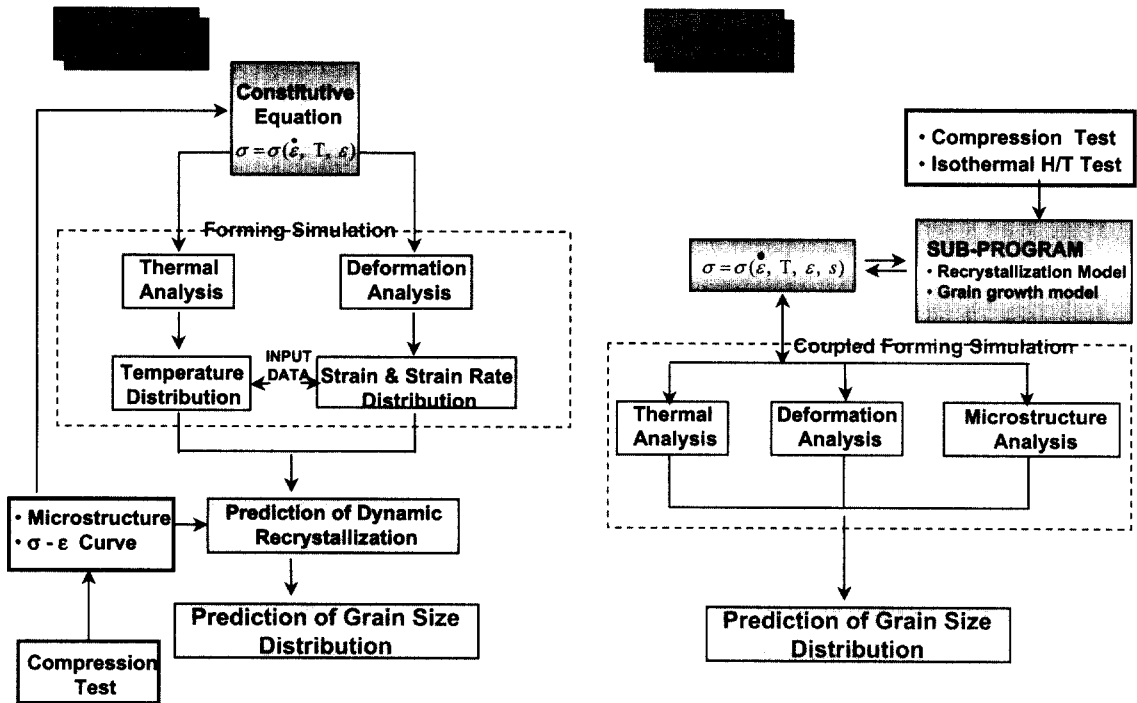 Constitutive
Equation
σ = σ(ε̇, T, ε)
Forming Simulation
Thermal
Analysis
Deformation
Analysis
Temperature
Distribution
INPUT
DATA
Strain & Strain Rate
Distribution
• Microstructure
• σ - ε Curve
Prediction of Dynamic
Recrystallization
Prediction of Grain Size
Distribution
Compression
Test
• Compression Test
• Isothermal H/T Test
σ = σ(ε̇, T, ε, s)
SUB-PROGRAM
• Recrystallization Model
• Grain growth model
Coupled Forming Simulation
Thermal
Analysis
Deformation
Analysis
Microstructure
Analysis
Prediction of Grain Size
Distribution